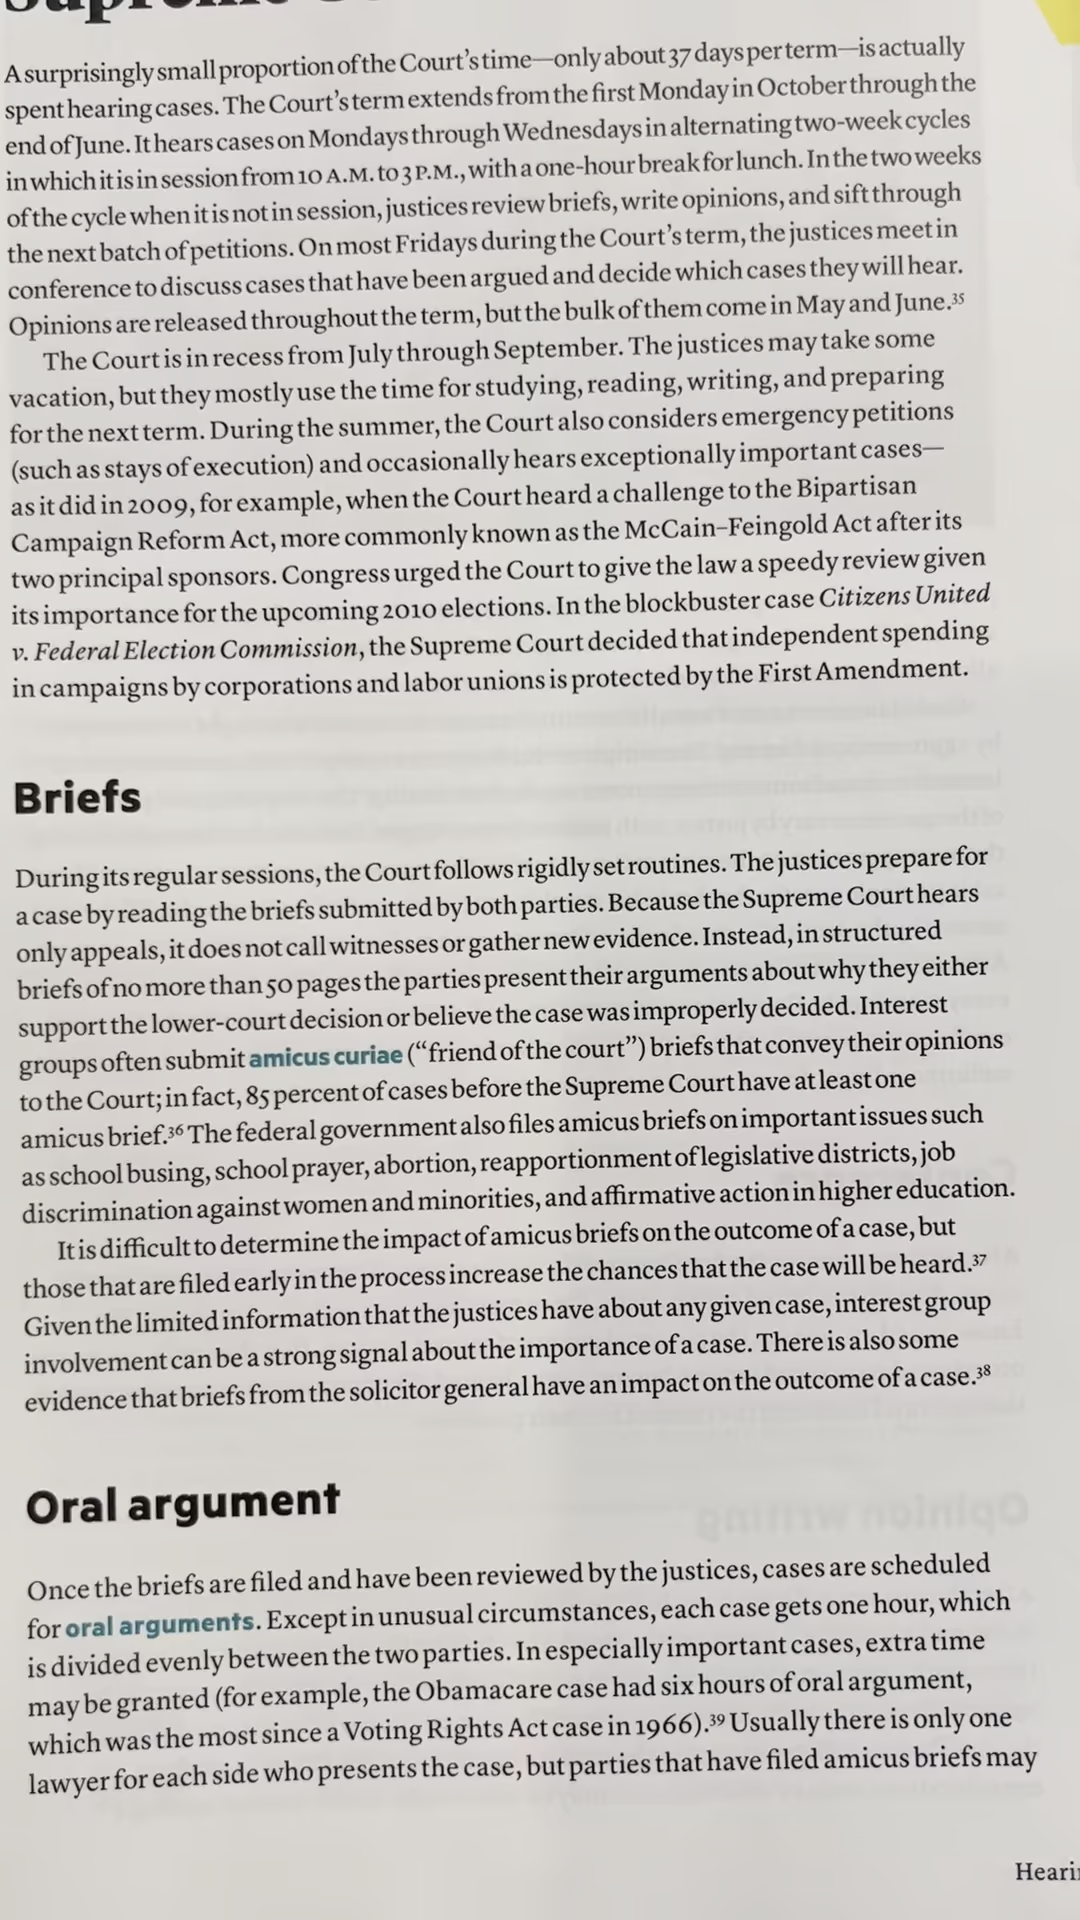 A surprisingly small proportion of the Court's time—only about 37 days per term—is actually
spent hearing cases. The Court's term extends from the first Monday in October through the
end of June. It hears cases on Mondays through Wednesdays in alternating two-week cycles
in which it is in session from 10 A.M. to 3 P.M., with a one-hour break for lunch. In the two weeks
of the cycle when it is not in session, justices review briefs, write opinions, and sift through
the next batch of petitions. On most Fridays during the Court's term, the justices meet in
conference to discuss cases that have been argued and decide which cases they will hear.
Opinions are released throughout the term, but the bulk of them come in May and June.³⁵
The Court is in recess from July through September. The justices may take some
vacation, but they mostly use the time for studying, reading, writing, and preparing
for the next term. During the summer, the Court also considers emergency petitions
(such as stays of execution) and occasionally hears exceptionally important cases—
as it did in 2009, for example, when the Court heard a challenge to the Bipartisan
Campaign Reform Act, more commonly known as the McCain–Feingold Act after its
two principal sponsors. Congress urged the Court to give the law a speedy review given
its importance for the upcoming 2010 elections. In the blockbuster case Citizens United
v. Federal Election Commission, the Supreme Court decided that independent spending
in campaigns by corporations and labor unions is protected by the First Amendment.
Briefs
During its regular sessions, the Court follows rigidly set routines. The justices prepare for
a case by reading the briefs submitted by both parties. Because the Supreme Court hears
only appeals, it does not call witnesses or gather new evidence. Instead, in structured
briefs of no more than 50 pages the parties present their arguments about why they either
support the lower-court decision or believe the case was improperly decided. Interest
groups often submit amicus curiae ("friend of the court") briefs that convey their opinions
to the Court; in fact, 85 percent of cases before the Supreme Court have at least one
amicus brief.³⁶ The federal government also files amicus briefs on important issues such
as school busing, school prayer, abortion, reapportionment of legislative districts, job
discrimination against women and minorities, and affirmative action in higher education.
It is difficult to determine the impact of amicus briefs on the outcome of a case, but
those that are filed early in the process increase the chances that the case will be heard.³⁷
Given the limited information that the justices have about any given case, interest group
involvement can be a strong signal about the importance of a case. There is also some
evidence that briefs from the solicitor general have an impact on the outcome of a case.³⁸
Oral argument
Once the briefs are filed and have been reviewed by the justices, cases are scheduled
for oral arguments. Except in unusual circumstances, each case gets one hour, which
is divided evenly between the two parties. In especially important cases, extra time
may be granted (for example, the Obamacare case had six hours of oral argument,
which was the most since a Voting Rights Act case in 1966).³⁹ Usually there is only one
lawyer for each side who presents the case, but parties that have filed amicus briefs may